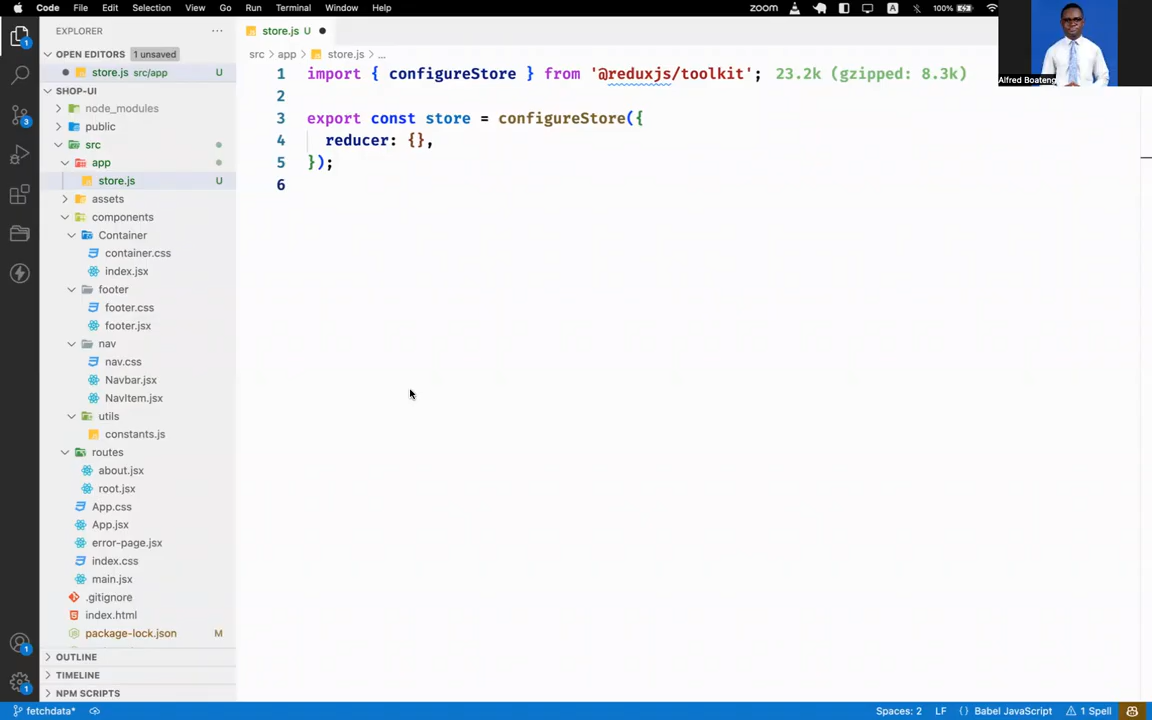 Code File Edit Selection View Go Run Terminal Window Help zoom A 100%
EXPLORER
OPEN EDITORS 1 unsaved
store.js src/app U
SHOP-UI
node_modules
public
src
app
store.js U
assets
components
Container
container.css
index.jsx
footer
footer.css
footer.jsx
nav
nav.css
Navbar.jsx
NavItem.jsx
utils
constants.js
routes
about.jsx
root.jsx
App.css
App.jsx
error-page.jsx
index.css
main.jsx
.gitignore
index.html
package-lock.json M
OUTLINE
TIMELINE
NPM SCRIPTS
1
3
1
1
store.js U
src > app > store.js > ...
1 import { configureStore } from '@reduxjs/toolkit'; 23.2k (gzipped: 8.3k)
2
3 export const store = configureStore({
4 reducer: {},
5 });
6
Alfred Boateng
fetchdata*
Spaces: 2 LF {} Babel JavaScript 1 Spell